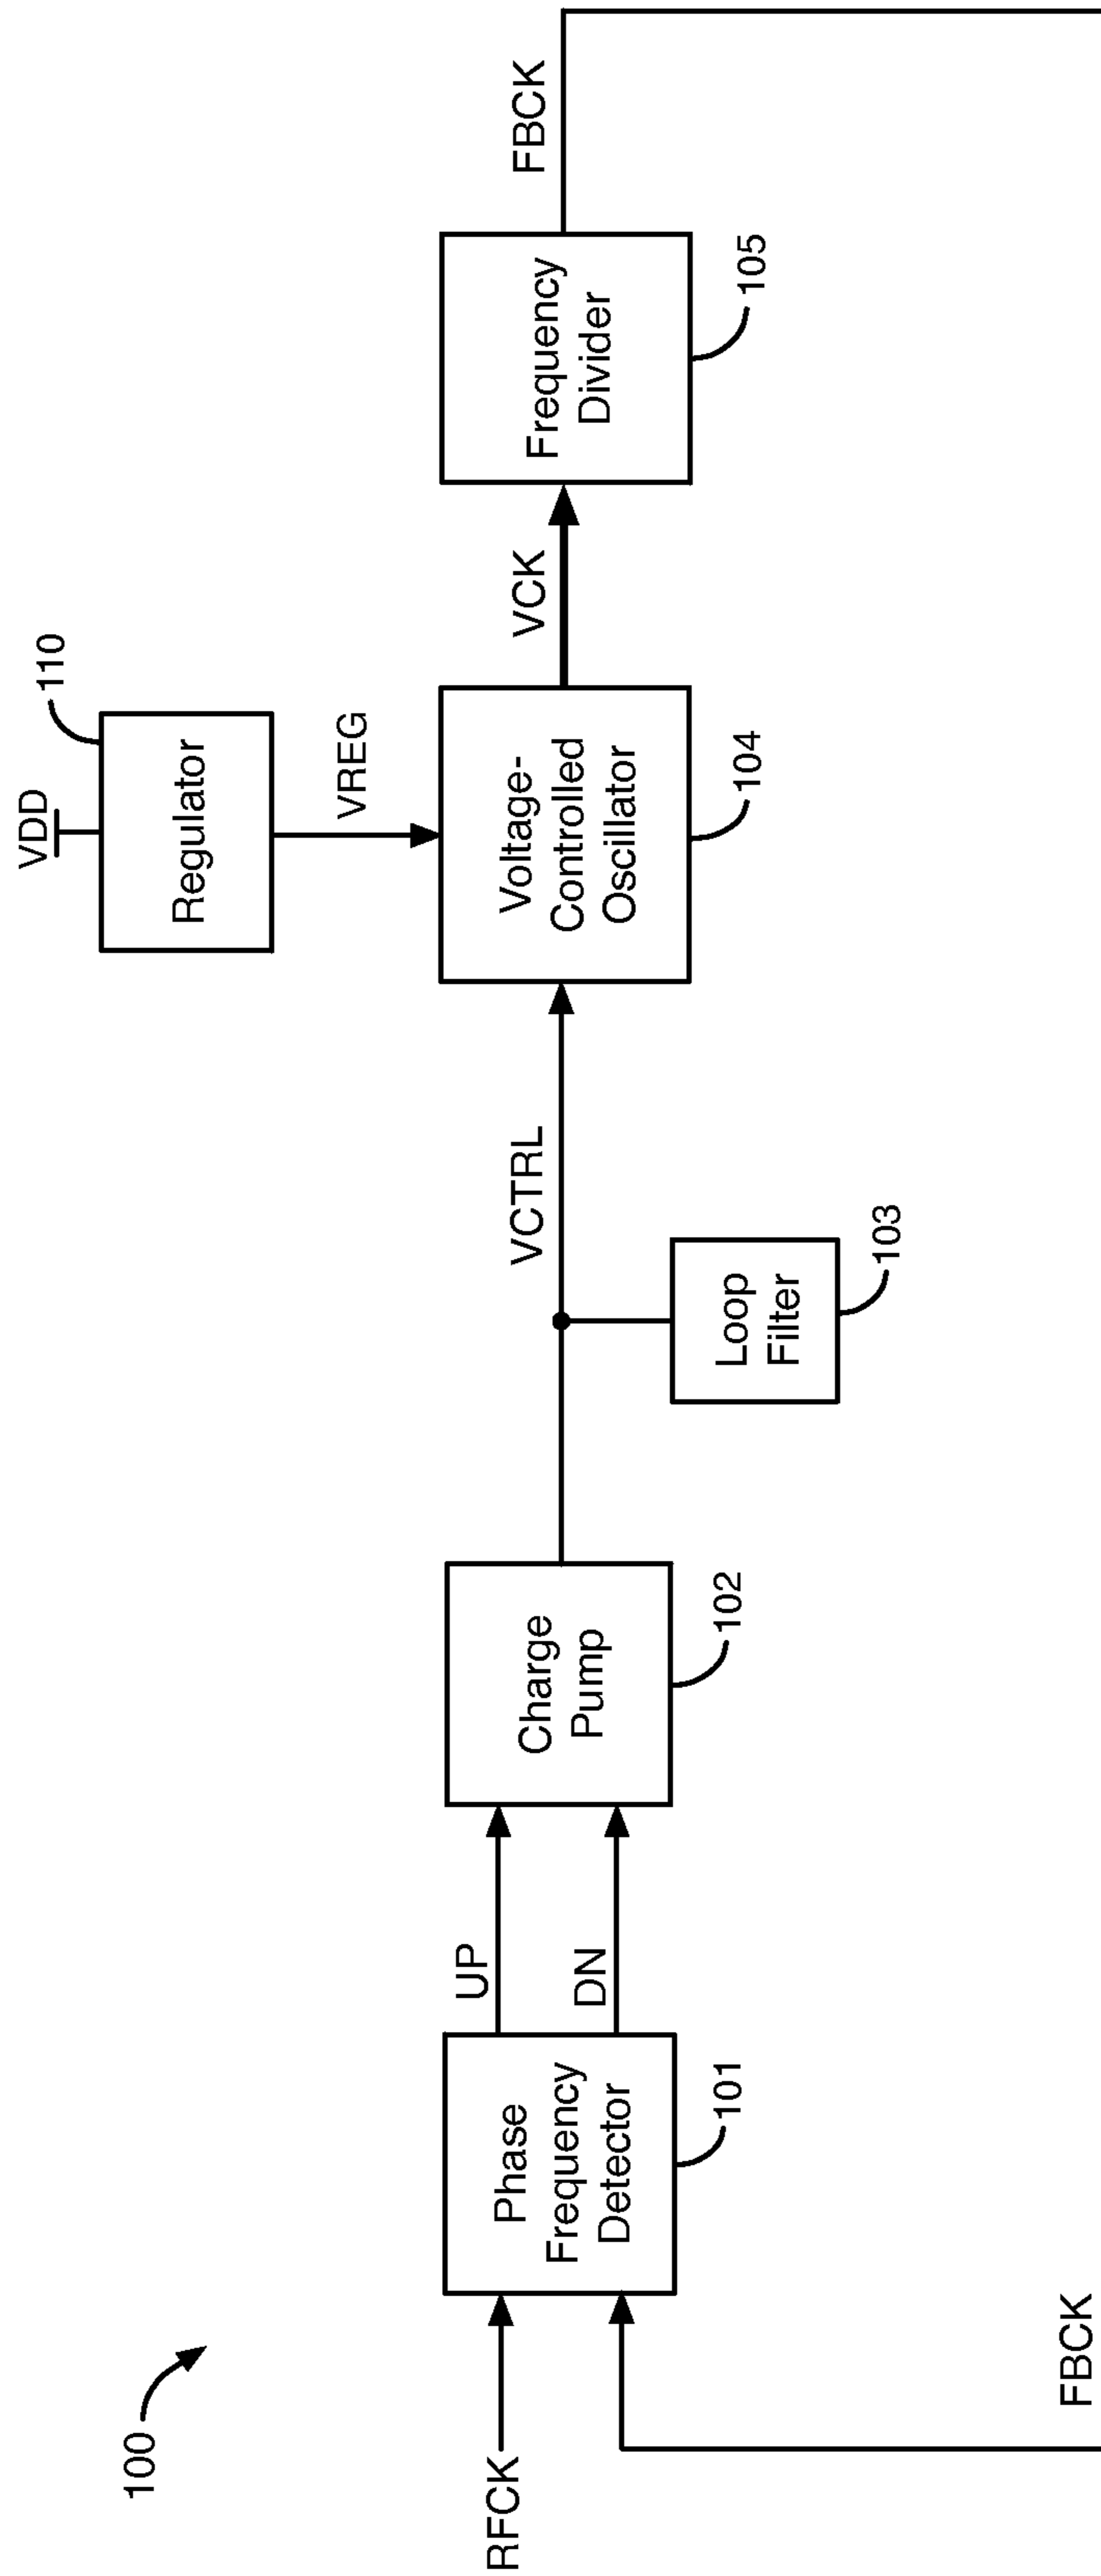 100
VDD
110
Regulator
VREG
RFCK
Phase
Frequency
Detector
101
UP
DN
Charge
Pump
102
VCTRL
Loop
Filter
103
Voltage-
Controlled
Oscillator
104
VCK
Frequency
Divider
105
FBCK
FBCK